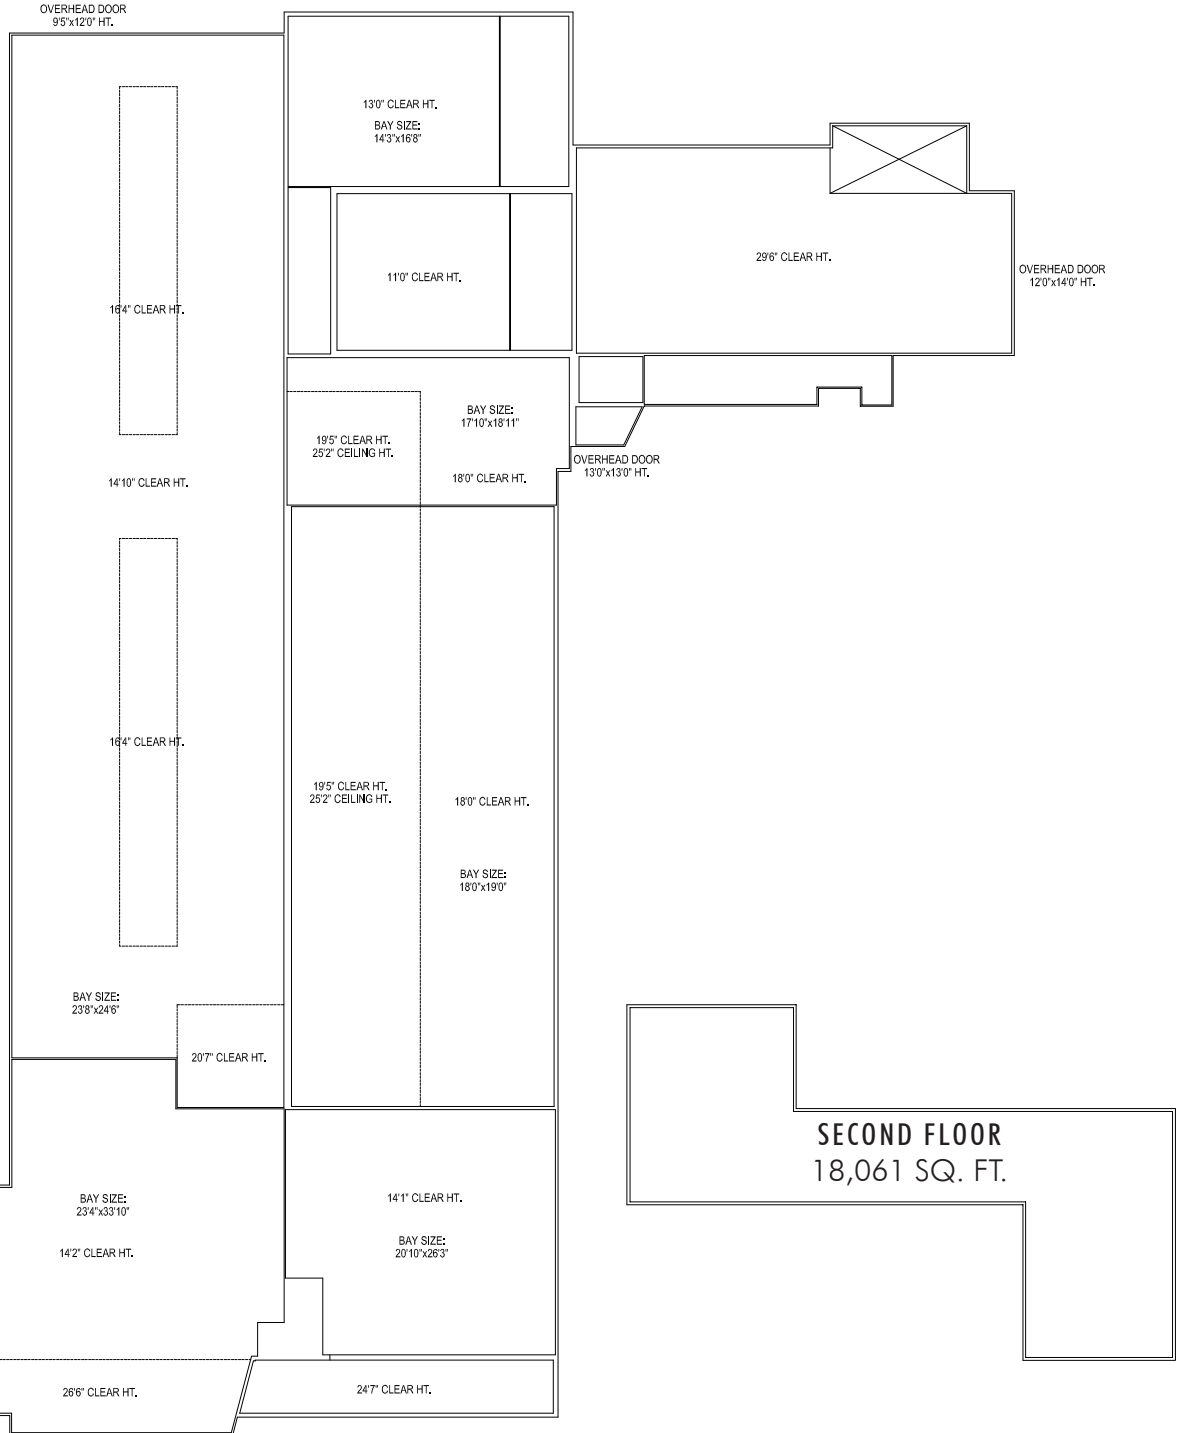 OVERHEAD DOOR
9'5"x12'0" HT.
13'0" CLEAR HT.
BAY SIZE:
14'3"x16'8"
29'6" CLEAR HT.
OVERHEAD DOOR
12'0"x14'0" HT.
11'0" CLEAR HT.
16'4" CLEAR HT.
BAY SIZE:
17'10"x18'11"
19'5" CLEAR HT.
25'2" CEILING HT.
OVERHEAD DOOR
13'0"x13'0" HT.
18'0" CLEAR HT.
14'10" CLEAR HT.
16'4" CLEAR HT.
19'5" CLEAR HT.
25'2" CEILING HT.
18'0" CLEAR HT.
BAY SIZE:
18'0"x19'0"
BAY SIZE:
23'8"x24'6"
20'7" CLEAR HT.
SECOND FLOOR
18,061 SQ. FT.
BAY SIZE:
23'4"x33'10"
14'1" CLEAR HT.
14'2" CLEAR HT.
BAY SIZE:
20'10"x26'3"
26'6" CLEAR HT.
24'7" CLEAR HT.